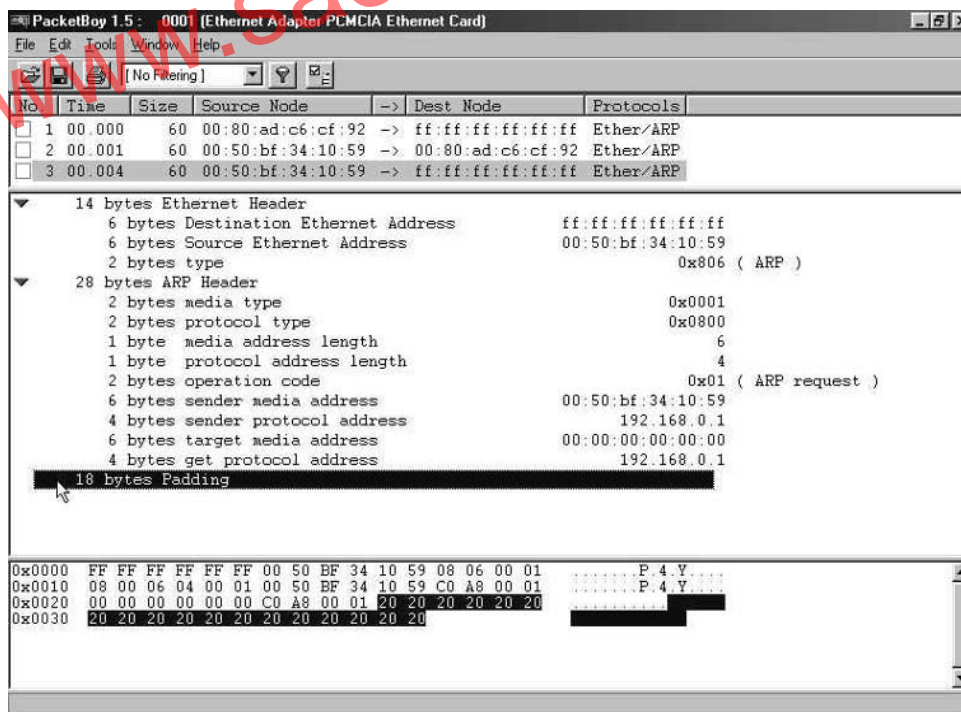 PacketBoy 1.5 : 0001 (Ethernet Adapter PCMCIA Ethernet Card)
File Edit Tools Window Help
www.sa
[ No Filtering ]
No. Time Size Source Node -> Dest Node Protocols
1 00.000 60 00:80:ad:c6:cf:92 -> ff:ff:ff:ff:ff:ff Ether/ARP
2 00.001 60 00:50:bf:34:10:59 -> 00:80:ad:c6:cf:92 Ether/ARP
3 00.004 60 00:50:bf:34:10:59 -> ff:ff:ff:ff:ff:ff Ether/ARP
14 bytes Ethernet Header
6 bytes Destination Ethernet Address ff:ff:ff:ff:ff:ff
6 bytes Source Ethernet Address 00:50:bf:34:10:59
2 bytes type 0x806 ( ARP )
28 bytes ARP Header
2 bytes media type 0x0001
2 bytes protocol type 0x0800
1 byte media address length 6
1 byte protocol address length 4
2 bytes operation code 0x01 ( ARP request )
6 bytes sender media address 00:50:bf:34:10:59
4 bytes sender protocol address 192.168.0.1
6 bytes target media address 00:00:00:00:00:00
4 bytes get protocol address 192.168.0.1
18 bytes Padding
0x0000 FF FF FF FF FF FF 00 50 BF 34 10 59 08 06 00 01 .......P.4.Y....
0x0010 08 00 06 04 00 01 00 50 BF 34 10 59 C0 A8 00 01 .......P.4.Y....
0x0020 00 00 00 00 00 00 C0 A8 00 01 20 20 20 20 20 20 ..........
0x0030 20 20 20 20 20 20 20 20 20 20 20 20